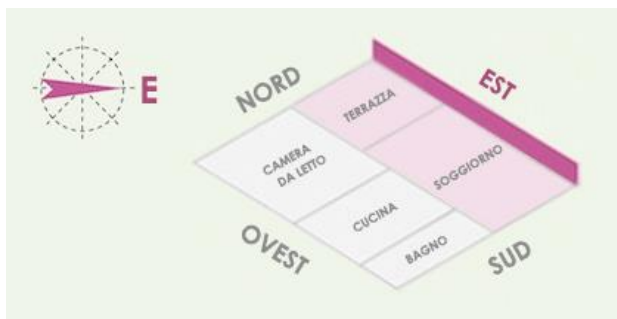 E
NORD
EST
TERRAZZA
CAMERA
DA LETTO
SOGGIORNO
CUCINA
BAGNO
OVEST
SUD